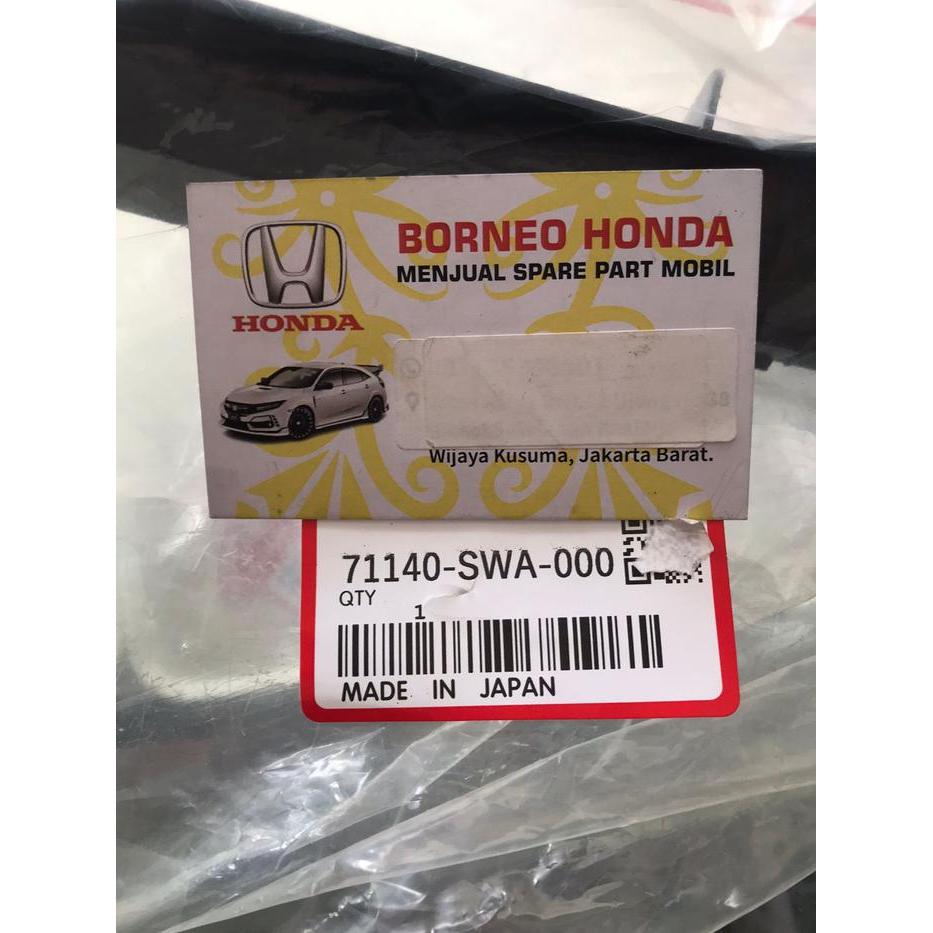 BORNEO HONDA
MENJUAL SPARE PART MOBIL
HONDA
Wijaya Kusuma, Jakarta Barat.
71140-SWA-000
QTY
1
MADE IN JAPAN